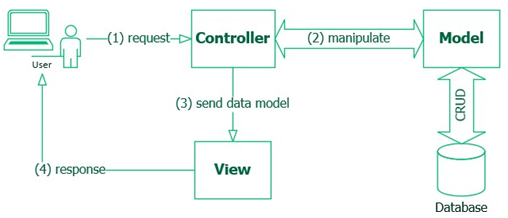 (1) request
Controller
(2) manipulate
Model
User
(3) send data model
CRUD
(4) response
View
Database